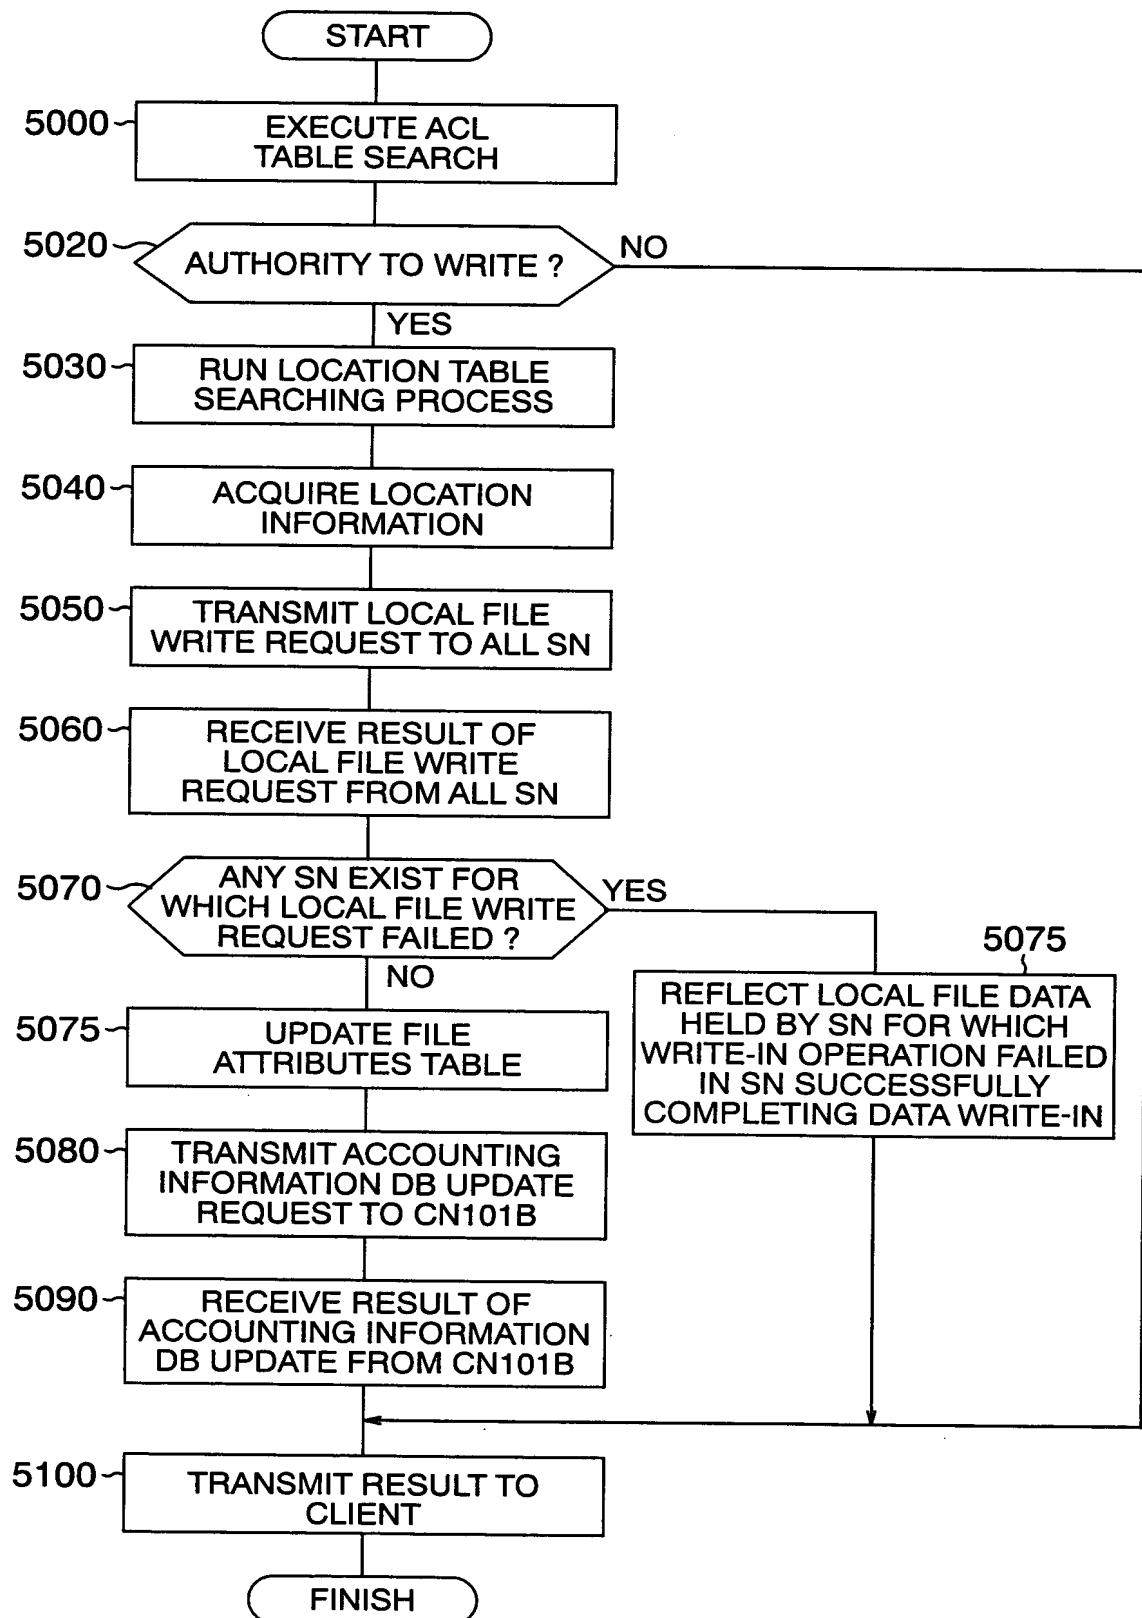 START
5000
EXECUTE ACL
TABLE SEARCH
5020
AUTHORITY TO WRITE ?
NO
YES
5030
RUN LOCATION TABLE
SEARCHING PROCESS
5040
ACQUIRE LOCATION
INFORMATION
5050
TRANSMIT LOCAL FILE
WRITE REQUEST TO ALL SN
5060
RECEIVE RESULT OF
LOCAL FILE WRITE
REQUEST FROM ALL SN
5070
ANY SN EXIST FOR
WHICH LOCAL FILE WRITE
REQUEST FAILED ?
YES
NO
5075
REFLECT LOCAL FILE DATA
HELD BY SN FOR WHICH
WRITE-IN OPERATION FAILED
IN SN SUCCESSFULLY
COMPLETING DATA WRITE-IN
5075
UPDATE FILE
ATTRIBUTES TABLE
5080
TRANSMIT ACCOUNTING
INFORMATION DB UPDATE
REQUEST TO CN101B
5090
RECEIVE RESULT OF
ACCOUNTING INFORMATION
DB UPDATE FROM CN101B
5100
TRANSMIT RESULT TO
CLIENT
FINISH